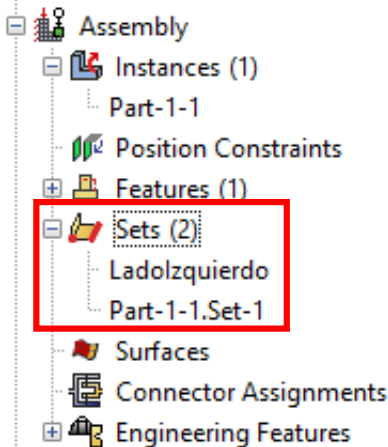 Assembly
Instances (1)
Part-1-1
Position Constraints
Features (1)
Sets (2)
LadoIzquierdo
Part-1-1.Set-1
Surfaces
Connector Assignments
Engineering Features